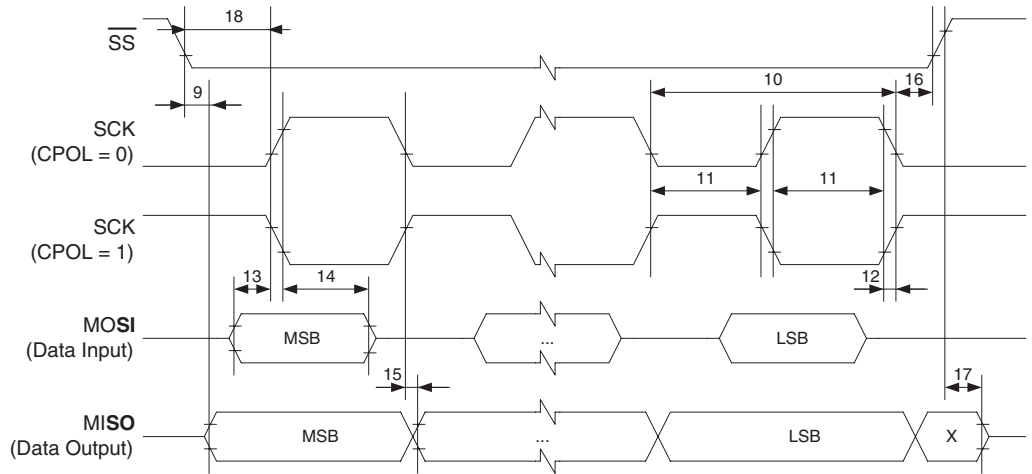 18
SS
9
10
16
SCK
(CPOL = 0)
11
11
SCK
(CPOL = 1)
13
14
12
MOSI
(Data Input)
MSB
...
LSB
15
17
MISO
(Data Output)
MSB
...
LSB
X